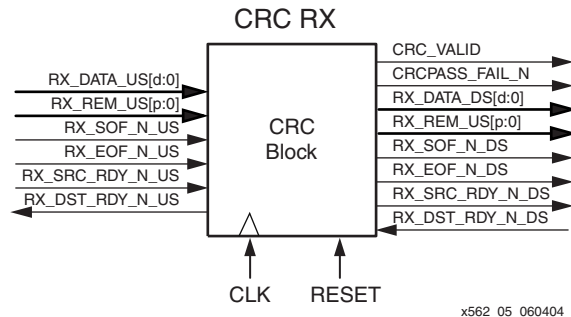 CRC RX
RX_DATA_US[d:0]
RX_REM_US[p:0]
RX_SOF_N_US
RX_EOF_N_US
RX_SRC_RDY_N_US
RX_DST_RDY_N_US
CRC
Block
CRC_VALID
CRCPASS_FAIL_N
RX_DATA_DS[d:0]
RX_REM_US[p:0]
RX_SOF_N_DS
RX_EOF_N_DS
RX_SRC_RDY_N_DS
RX_DST_RDY_N_DS
CLK
RESET
x562_05_060404